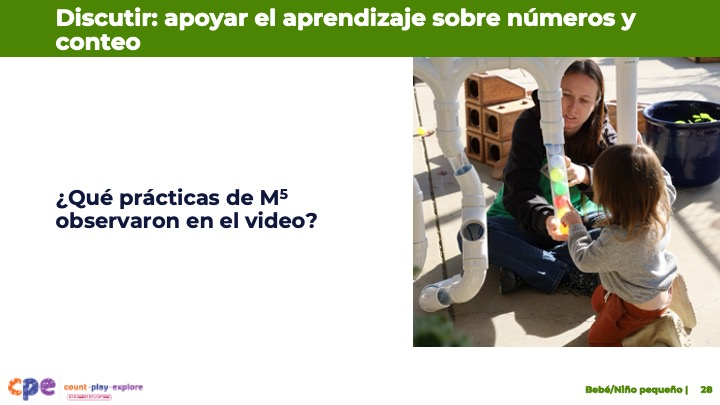 Discutir: apoyar el aprendizaje sobre números y
conteo
¿Qué prácticas de M⁵
observaron en el video?
cpe count-play-explore
Bebé/Niño pequeño | 28